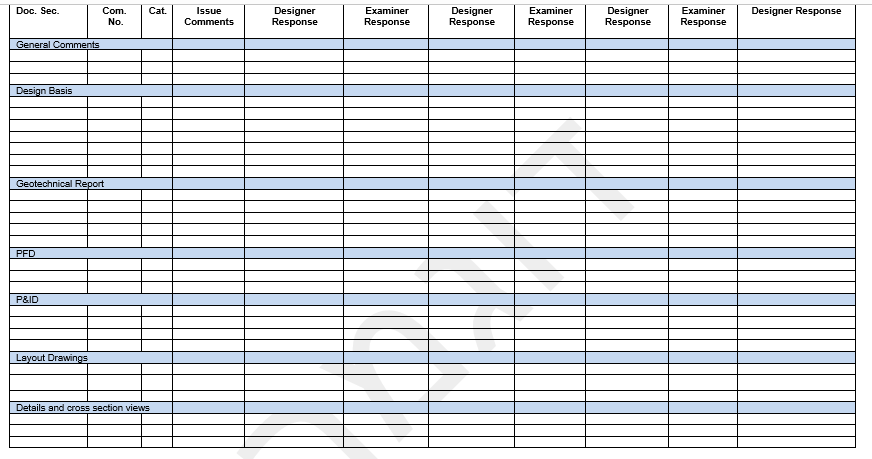 Doc. Sec. Com. No. Cat. Issue Comments Designer Response Examiner Response Designer Response Examiner Response Designer Response Examiner Response Designer Response
General Comments
Design Basis
Geotechnical Report
PFD
P&ID
Layout Drawings
Details and cross section views
דוגמה